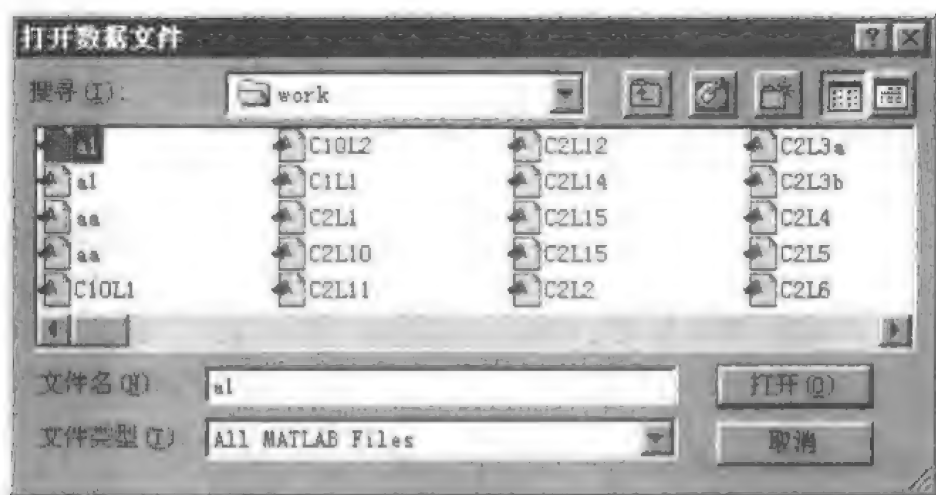 打开数据文件
搜寻(I):
work
a1 C10L2 C2L12 C2L3a
a1 C1L1 C2L14 C2L3b
aa C2L1 C2L15 C2L4
aa C2L10 C2L15 C2L5
C10L1 C2L11 C2L2 C2L6
文件名(N) a1 打开(O)
文件类型(T) All MATLAB Files 取消